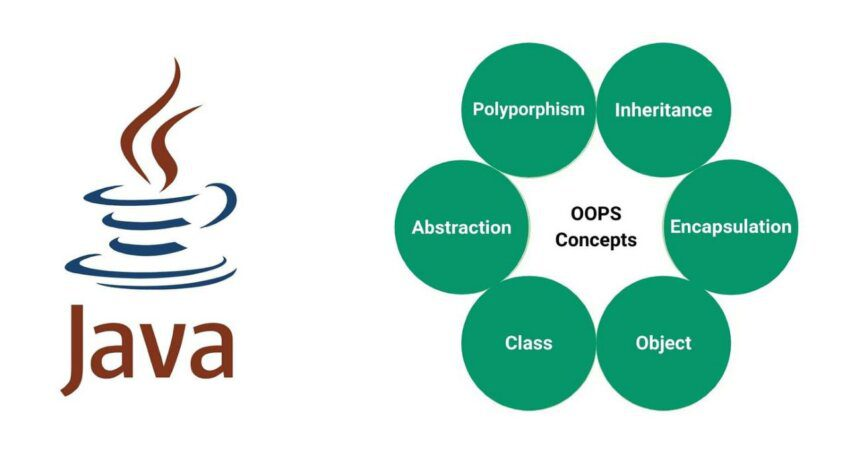 Java
Polyporphism
Inheritance
Abstraction
OOPS
Concepts
Encapsulation
Class
Object